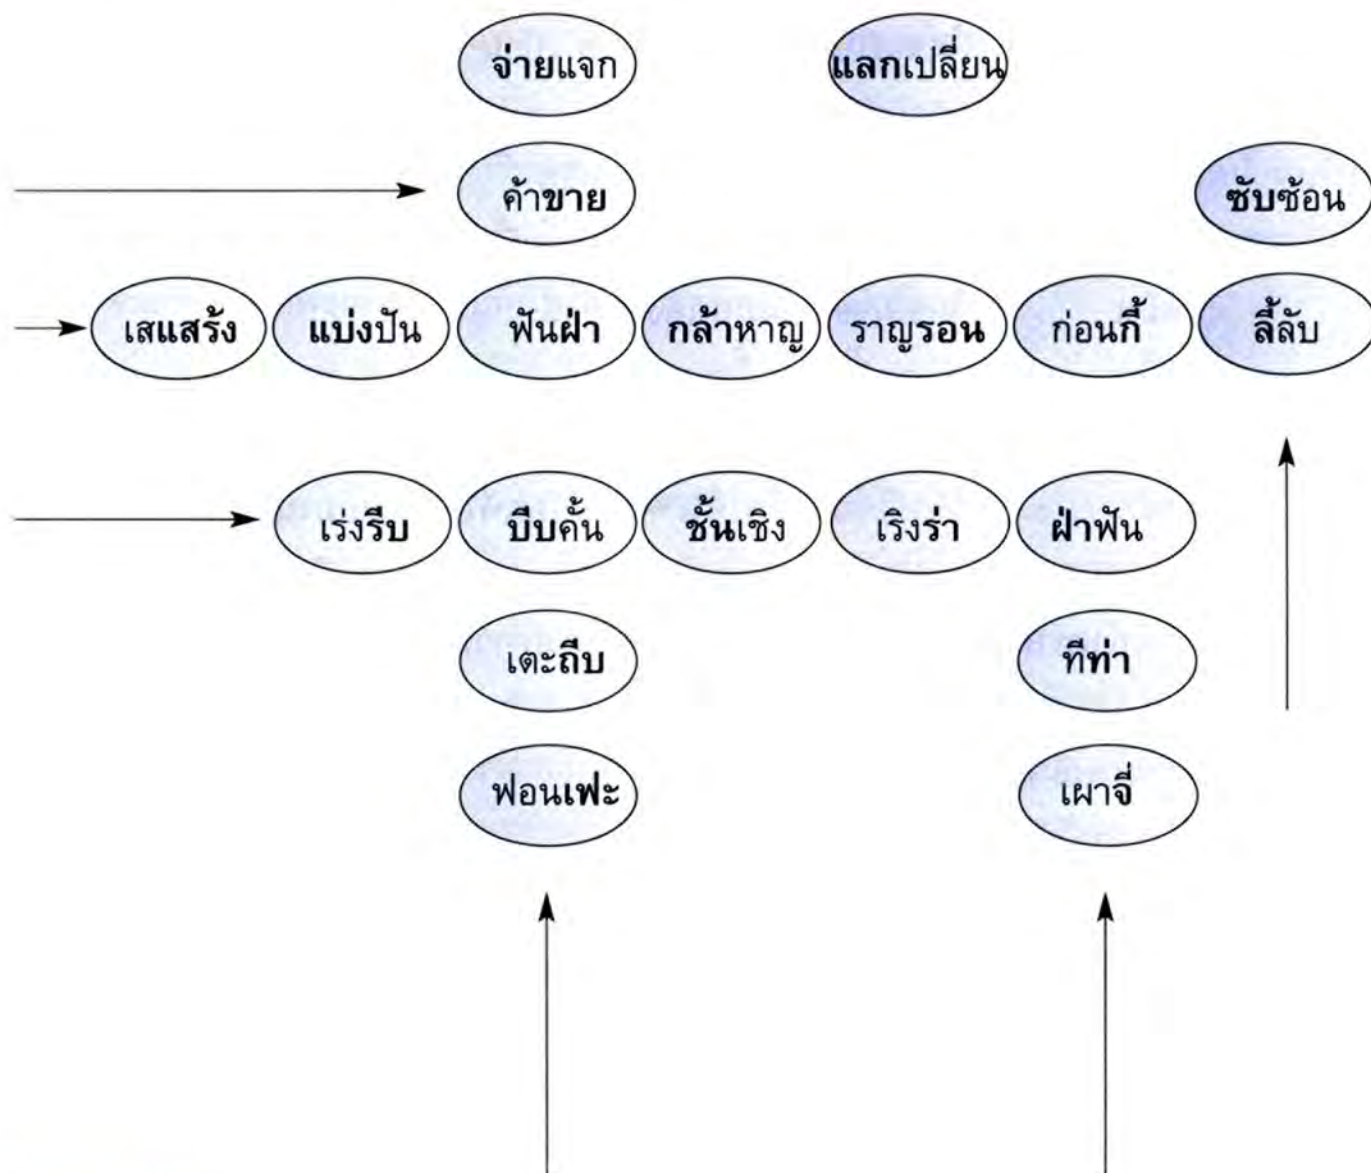 จ่ายแจก แลกเปลี่ยน
ค้าขาย ซับซ้อน
เสแสร้ง แบ่งปัน ฟันฝ่า กล้าหาญ ราญรอน ก่อนกี้ ลี้ลับ
เร่งรีบ บีบคั้น ชั้นเชิง เริงร่า ฝ่าฟัน
เตะถีบ ทีท่า
ฟอนเฟะ เผาจี่